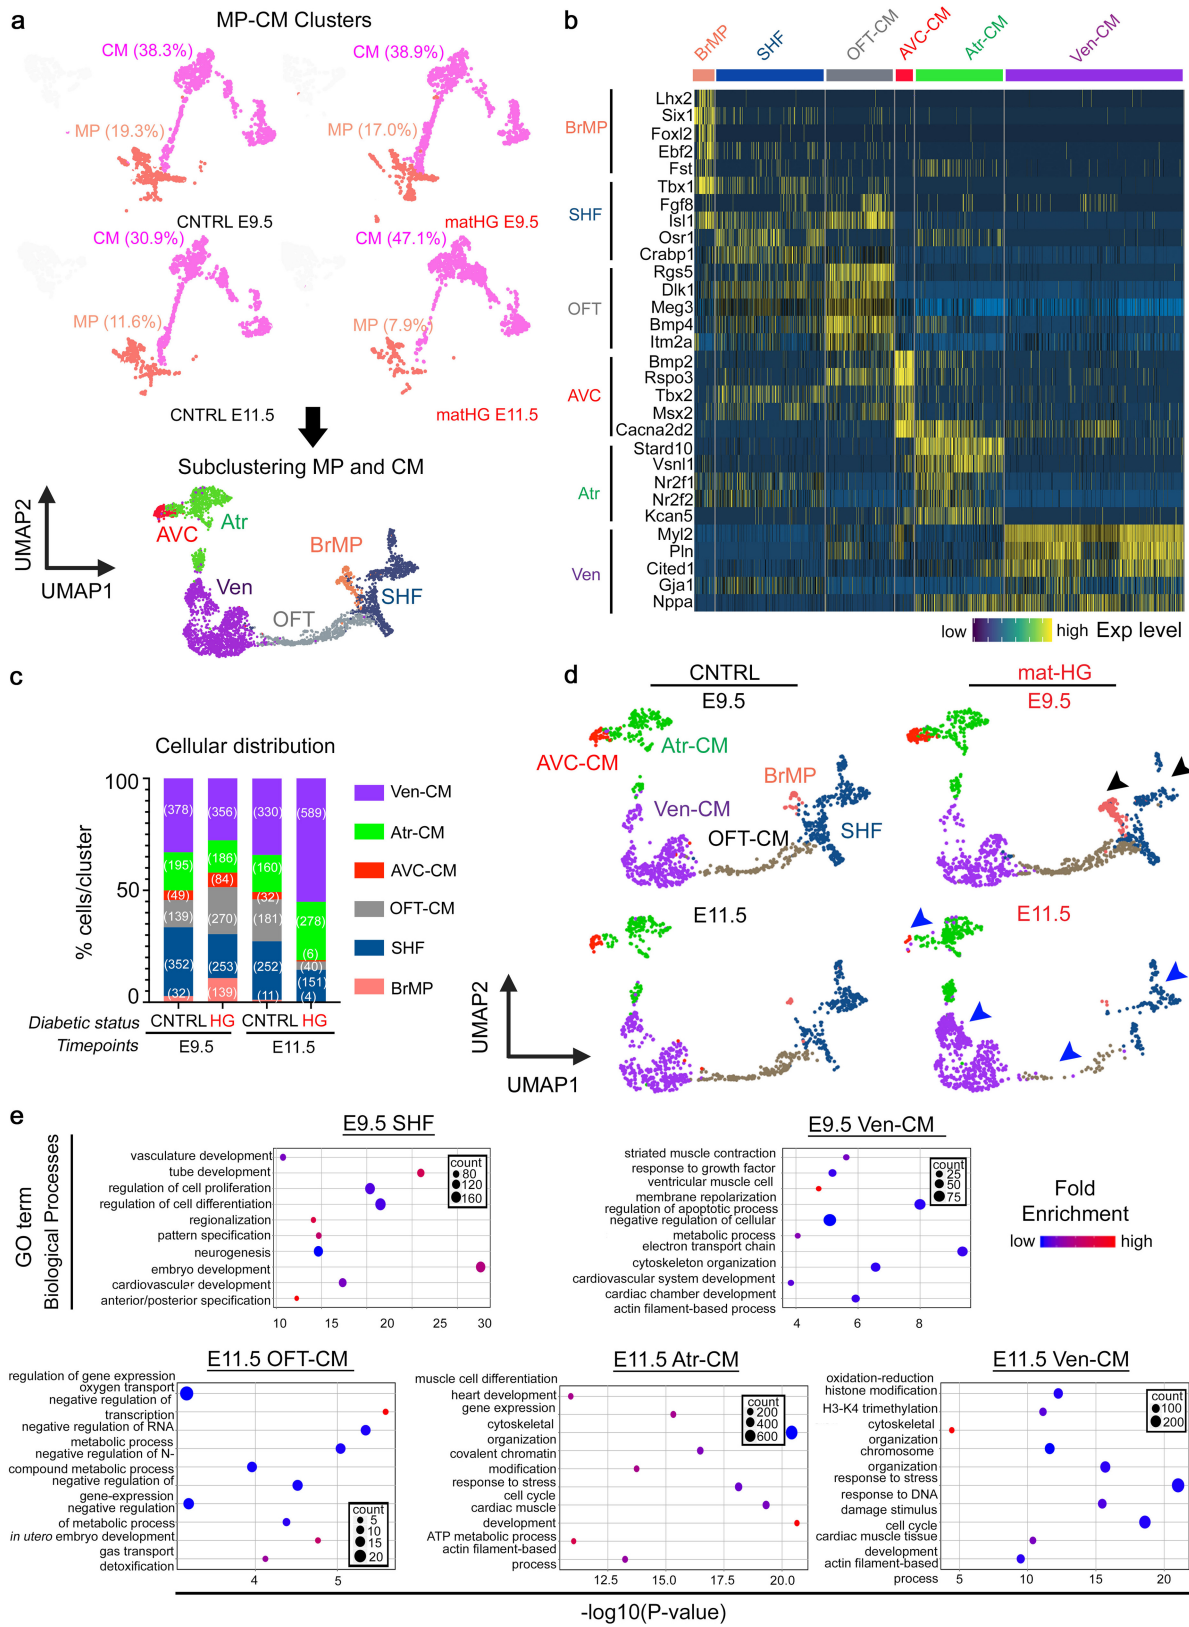 a
MP-CM Clusters
CM (38.3%)
CM (38.9%)
MP (19.3%)
MP (17.0%)
CNTRL E9.5
matHG E9.5
CM (30.9%)
CM (47.1%)
MP (11.6%)
MP (7.9%)
CNTRL E11.5
matHG E11.5
Subclustering MP and CM
UMAP2
UMAP1
AVC
Atr
BrMP
Ven
SHF
OFT
b
BrMP
SHF
OFT-CM
AVC-CM
Atr-CM
Ven-CM
BrMP
Lhx2
Six1
Foxl2
Ebf2
Fst
SHF
Tbx1
Fgf8
Isl1
Osr1
Crabp1
OFT
Rgs5
Dlk1
Meg3
Bmp4
Itm2a
AVC
Bmp2
Rspo3
Tbx2
Msx2
Cacna2d2
Atr
Stard10
Vsnl1
Nr2f1
Nr2f2
Kcan5
Ven
Myl2
Pln
Cited1
Gja1
Nppa
low
high
Exp level
c
Cellular distribution
% cells/cluster
100
50
0
(378)
(195)
(49)
(139)
(352)
(32)
(356)
(186)
(84)
(270)
(253)
(139)
(330)
(160)
(32)
(181)
(252)
(11)
(589)
(278)
(6)
(40)
(151)
(4)
Ven-CM
Atr-CM
AVC-CM
OFT-CM
SHF
BrMP
Diabetic status
CNTRL HG CNTRL HG
Timepoints
E9.5
E11.5
d
CNTRL
mat-HG
E9.5
E9.5
AVC-CM
Atr-CM
BrMP
Ven-CM
OFT-CM
SHF
E11.5
E11.5
UMAP2
UMAP1
e
GO term
Biological Processes
E9.5 SHF
vasculature development
tube development
regulation of cell proliferation
regulation of cell differentiation
regionalization
pattern specification
neurogenesis
embryo development
cardiovascular development
anterior/posterior specification
count
80
120
160
10 15 20 25 30
E9.5 Ven-CM
striated muscle contraction
response to growth factor
ventricular muscle cell
membrane repolarization
regulation of apoptotic process
negative regulation of cellular
metabolic process
electron transport chain
cytoskeleton organization
cardiovascular system development
cardiac chamber development
actin filament-based process
count
25
50
75
4 6 8
Fold
Enrichment
low
high
E11.5 OFT-CM
regulation of gene expression
oxygen transport
negative regulation of
transcription
negative regulation of RNA
metabolic process
negative regulation of N-
compound metabolic process
negative regulation of
gene-expression
negative regulation
of metabolic process
in utero embryo development
gas transport
detoxification
count
5
10
15
20
4 5
E11.5 Atr-CM
muscle cell differentiation
heart development
gene expression
cytoskeletal
organization
covalent chromatin
modification
response to stress
cell cycle
cardiac muscle
development
ATP metabolic process
actin filament-based
process
count
200
400
600
12.5 15.0 17.5 20.0
E11.5 Ven-CM
oxidation-reduction
histone modification
H3-K4 trimethylation
cytoskeletal
organization
chromosome
organization
response to stress
response to DNA
damage stimulus
cell cycle
cardiac muscle tissue
development
actin filament-based
process
count
100
200
5 10 15 20
-log10(P-value)